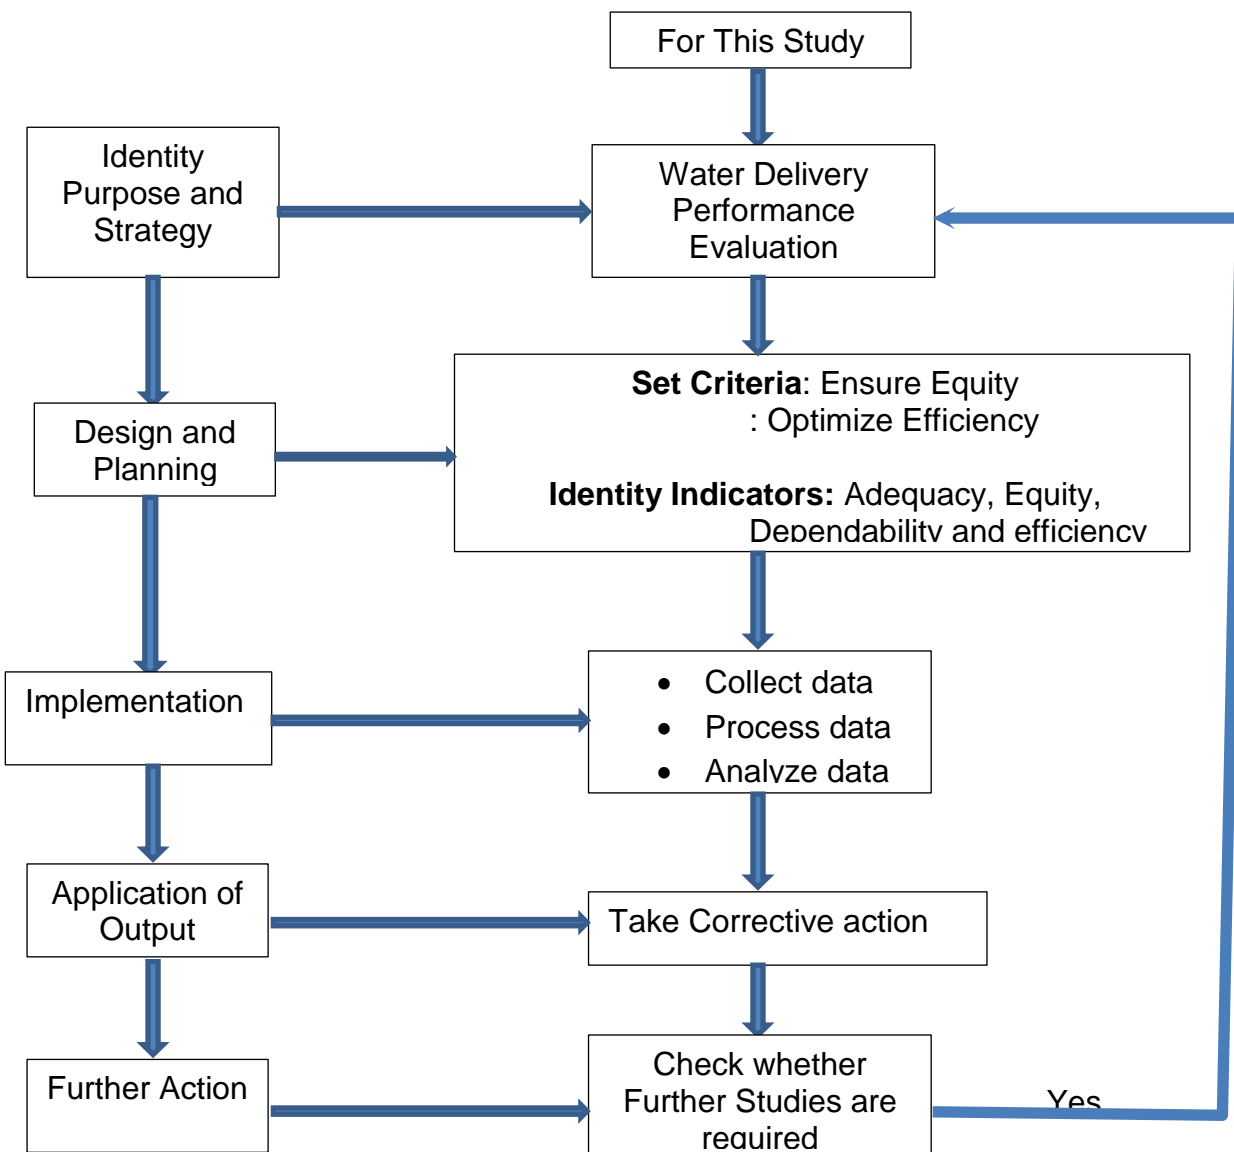 For This Study
Identity
Purpose and
Strategy
Water Delivery
Performance
Evaluation
Design and
Planning
Set Criteria: Ensure Equity
: Optimize Efficiency
Identity Indicators: Adequacy, Equity,
Dependability and efficiency
Implementation
• Collect data
• Process data
• Analyze data
Application of
Output
Take Corrective action
Further Action
Check whether
Further Studies are
required
Yes